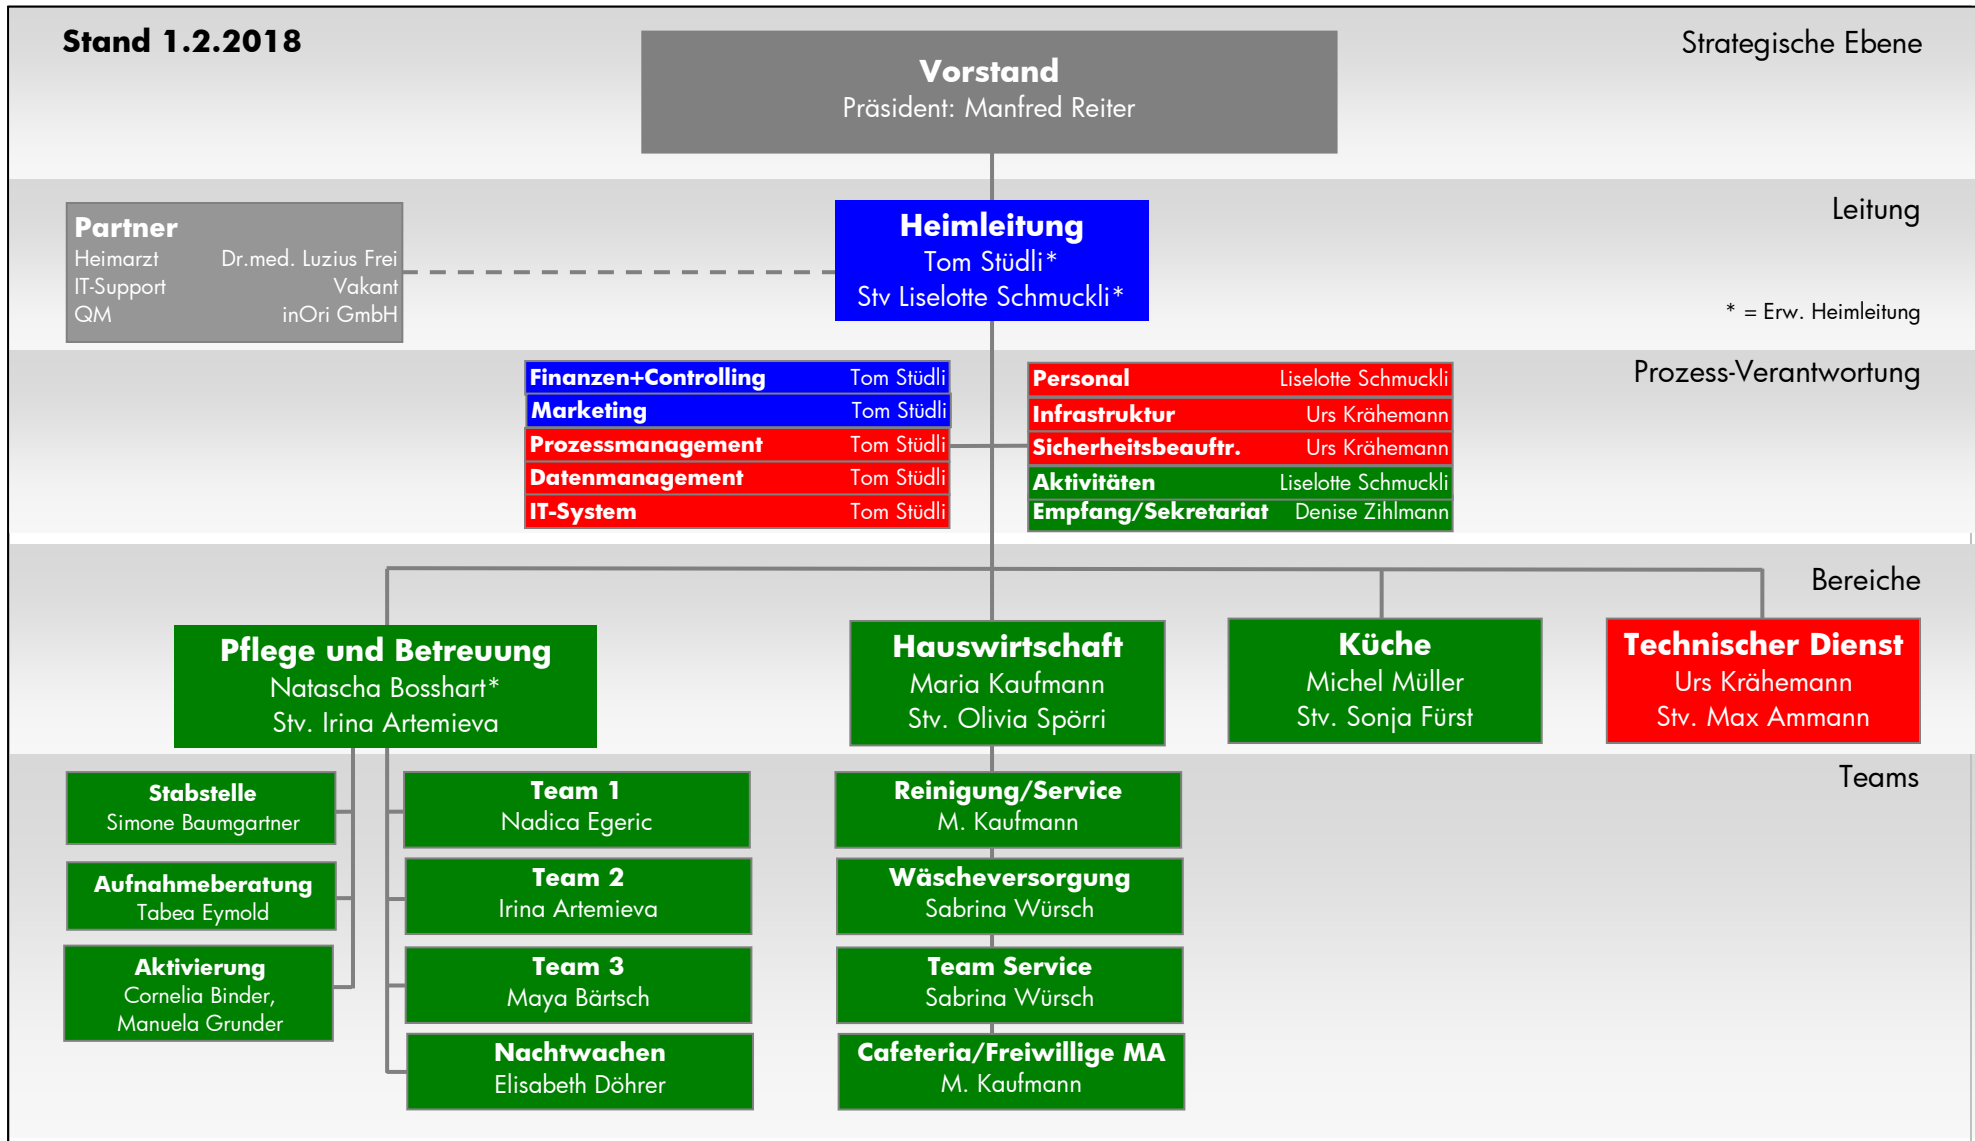 Stand 1.2.2018
Strategische Ebene
Vorstand
Präsident: Manfred Reiter
Leitung
Partner
Heimarzt Dr.med. Luzius Frei
IT-Support Vakant
QM inOri GmbH
Heimleitung
Tom Stüdli*
Stv Liselotte Schmuckli*
* = Erw. Heimleitung
Prozess-Verantwortung
Finanzen+Controlling Tom Stüdli
Marketing Tom Stüdli
Prozessmanagement Tom Stüdli
Datenmanagement Tom Stüdli
IT-System Tom Stüdli
Personal Liselotte Schmuckli
Infrastruktur Urs Krähemann
Sicherheitsbeauftr. Urs Krähemann
Aktivitäten Liselotte Schmuckli
Empfang/Sekretariat Denise Zihlmann
Bereiche
Pflege und Betreuung
Natascha Bosshart*
Stv. Irina Artemieva
Hauswirtschaft
Maria Kaufmann
Stv. Olivia Spörri
Küche
Michel Müller
Stv. Sonja Fürst
Technischer Dienst
Urs Krähemann
Stv. Max Ammann
Teams
Stabstelle
Simone Baumgartner
Aufnahmeberatung
Tabea Eymold
Aktivierung
Cornelia Binder,
Manuela Grunder
Team 1
Nadica Egeric
Team 2
Irina Artemieva
Team 3
Maya Bärtsch
Nachtwachen
Elisabeth Döhrer
Reinigung/Service
M. Kaufmann
Wäscheversorgung
Sabrina Würsch
Team Service
Sabrina Würsch
Cafeteria/Freiwillige MA
M. Kaufmann